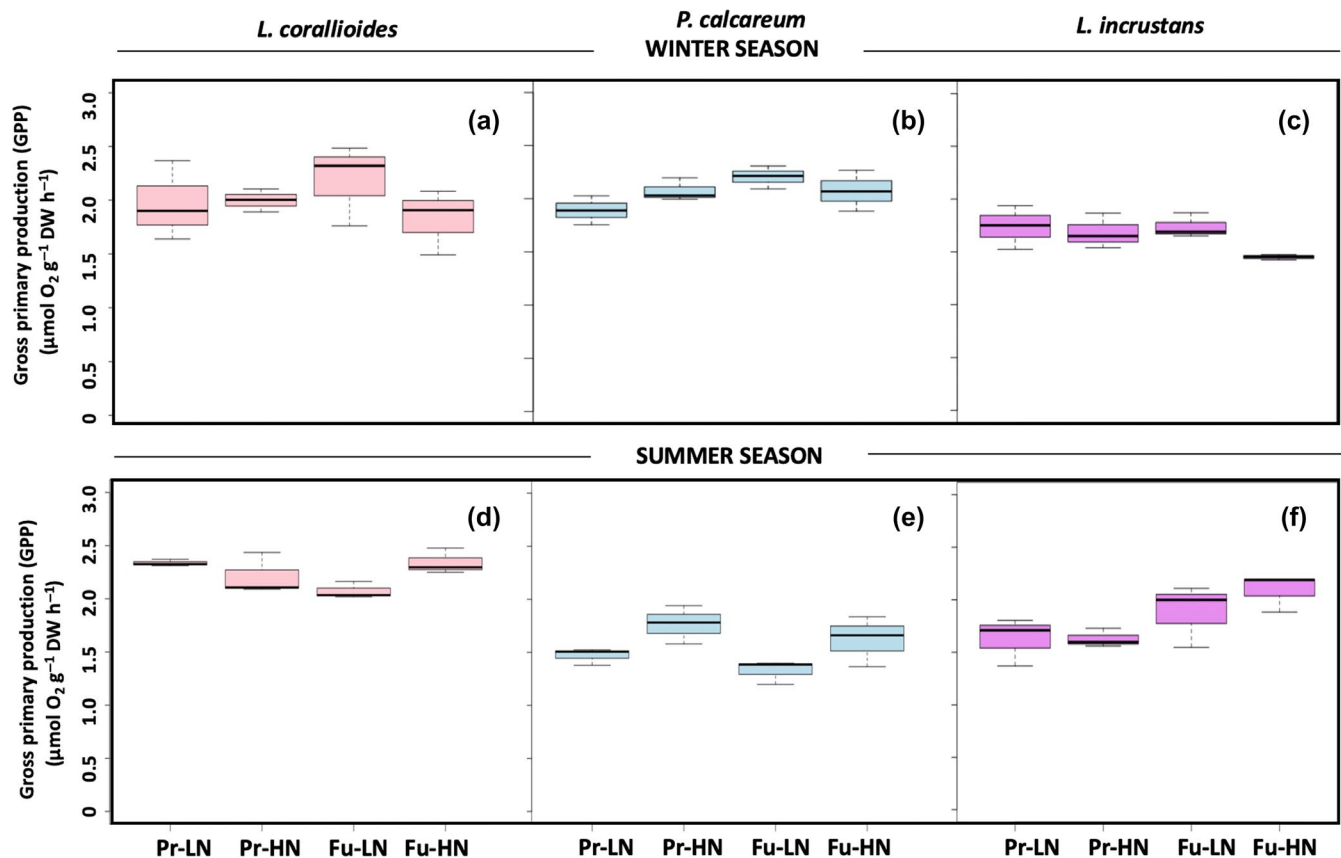 L. corallioides
P. calcareum
L. incrustans
WINTER SEASON
Gross primary production (GPP)
(µmol O₂ g⁻¹ DW h⁻¹)
3.0
2.5
2.0
1.5
1.0
0.5
0
(a)
(b)
(c)
SUMMER SEASON
Gross primary production (GPP)
(µmol O₂ g⁻¹ DW h⁻¹)
3.0
2.5
2.0
1.5
1.0
0.5
0
(d)
(e)
(f)
Pr-LN Pr-HN Fu-LN Fu-HN
Pr-LN Pr-HN Fu-LN Fu-HN
Pr-LN Pr-HN Fu-LN Fu-HN